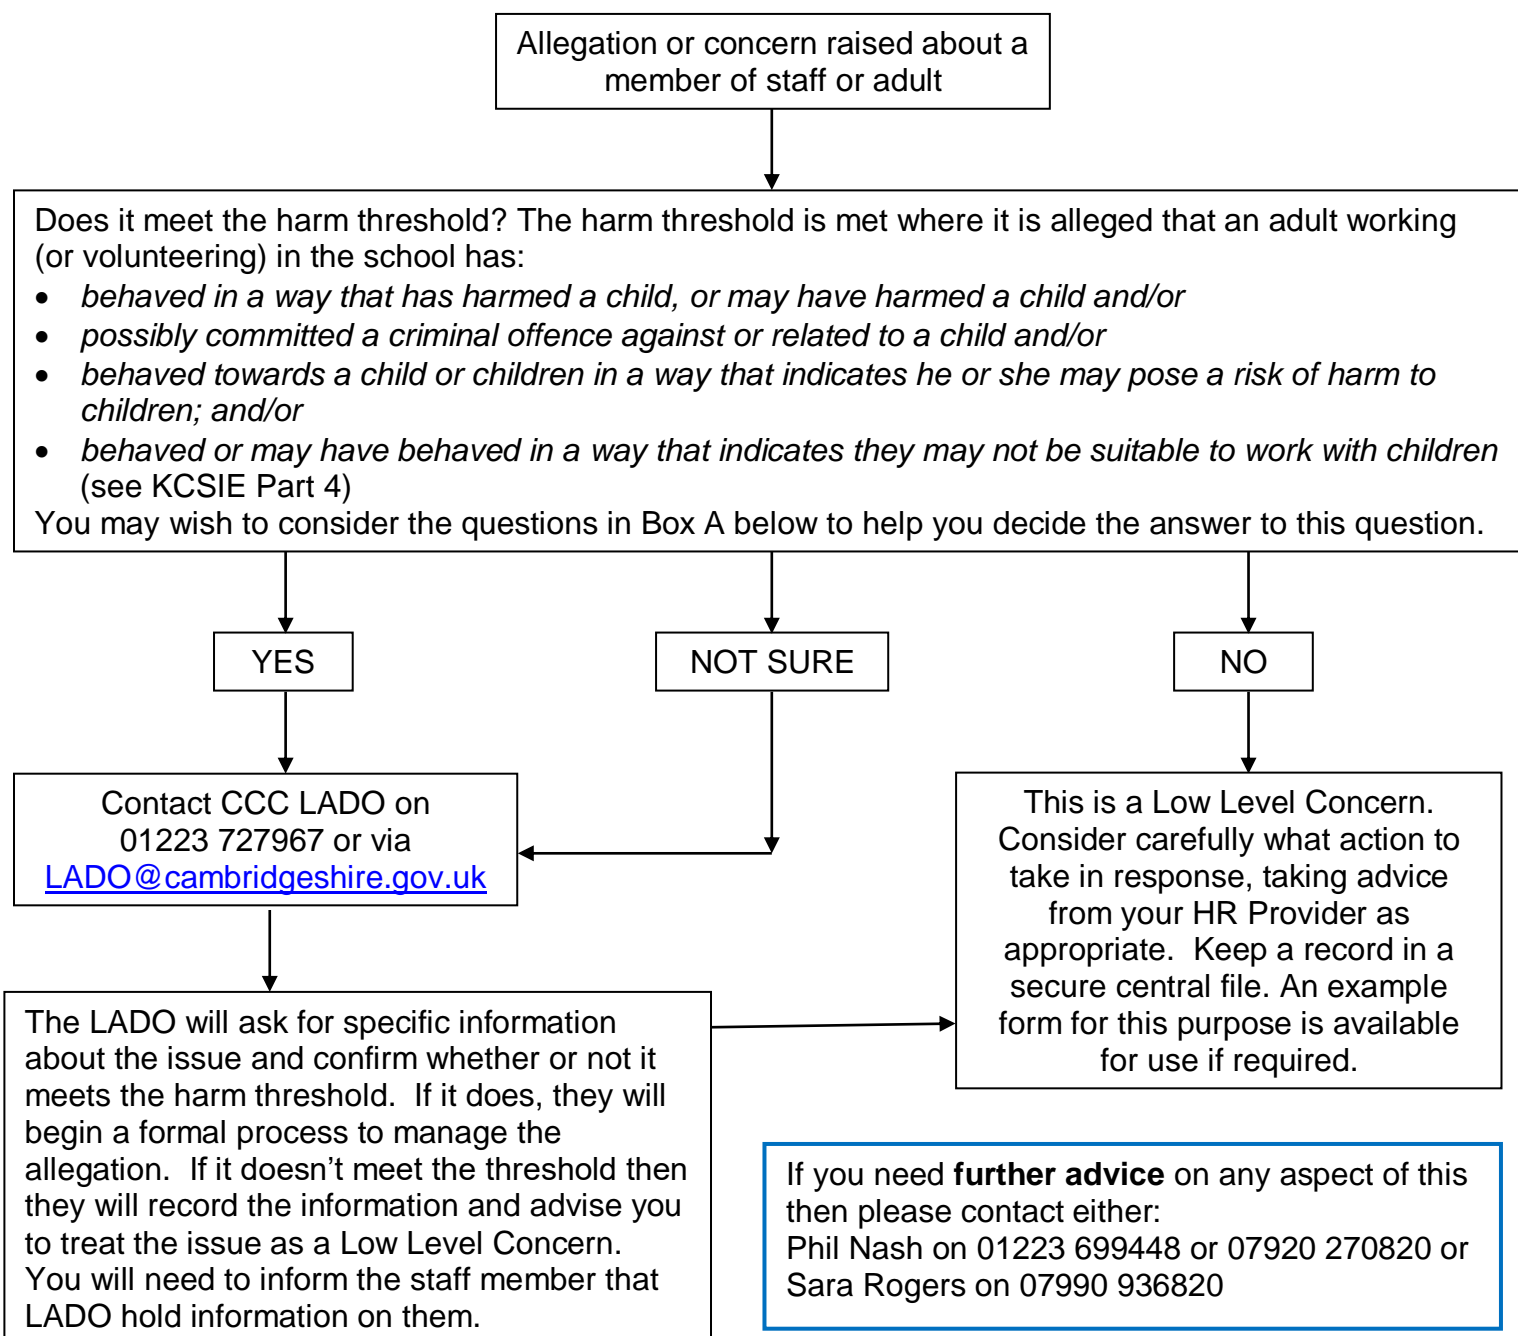 Allegation or concern raised about a
member of staff or adult
Does it meet the harm threshold? The harm threshold is met where it is alleged that an adult working
(or volunteering) in the school has:
• behaved in a way that has harmed a child, or may have harmed a child and/or
• possibly committed a criminal offence against or related to a child and/or
• behaved towards a child or children in a way that indicates he or she may pose a risk of harm to
children; and/or
• behaved or may have behaved in a way that indicates they may not be suitable to work with children
(see KCSIE Part 4)
You may wish to consider the questions in Box A below to help you decide the answer to this question.
YES
NOT SURE
NO
Contact CCC LADO on
01223 727967 or via
LADO@cambridgeshire.gov.uk
This is a Low Level Concern.
Consider carefully what action to
take in response, taking advice
from your HR Provider as
appropriate.  Keep a record in a
secure central file. An example
form for this purpose is available
for use if required.
The LADO will ask for specific information
about the issue and confirm whether or not it
meets the harm threshold.  If it does, they will
begin a formal process to manage the
allegation.  If it doesn’t meet the threshold then
they will record the information and advise you
to treat the issue as a Low Level Concern.
You will need to inform the staff member that
LADO hold information on them.
If you need further advice on any aspect of this
then please contact either:
Phil Nash on 01223 699448 or 07920 270820 or
Sara Rogers on 07990 936820